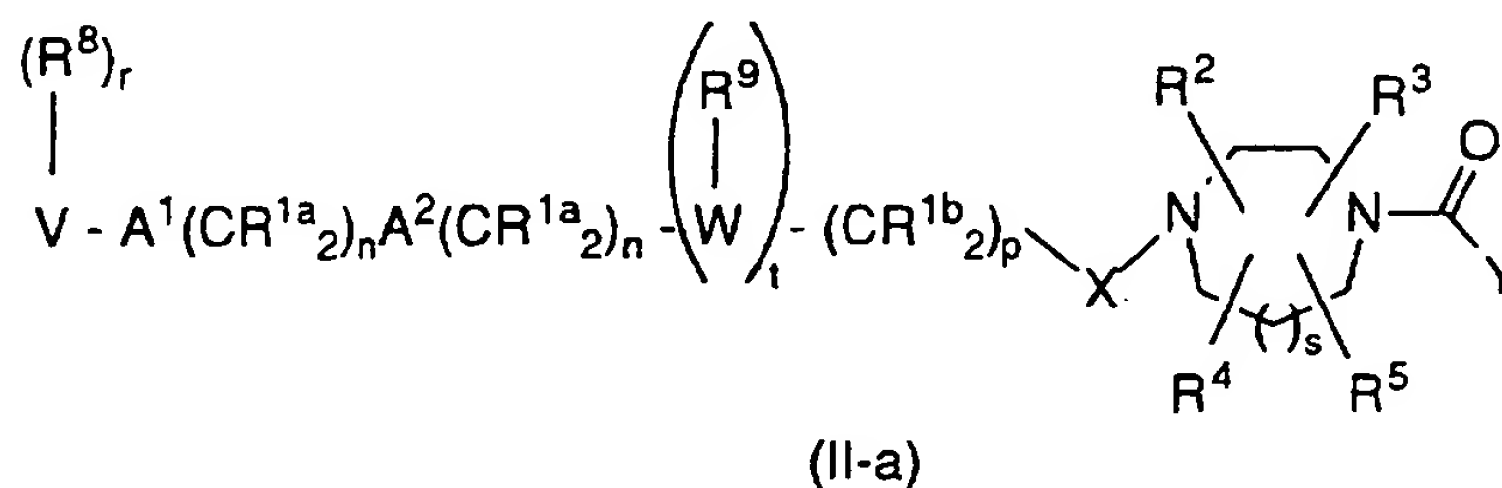 (R⁸)ᵣ
R⁹
R² R³
O
V - A¹(CR¹ᵃ₂)ₙA²(CR¹ᵃ₂)ₙ - (W)ₜ - (CR¹ᵇ₂)ₚ
X N N
Y
( )ₛ
R⁴ R⁵
(II-a)